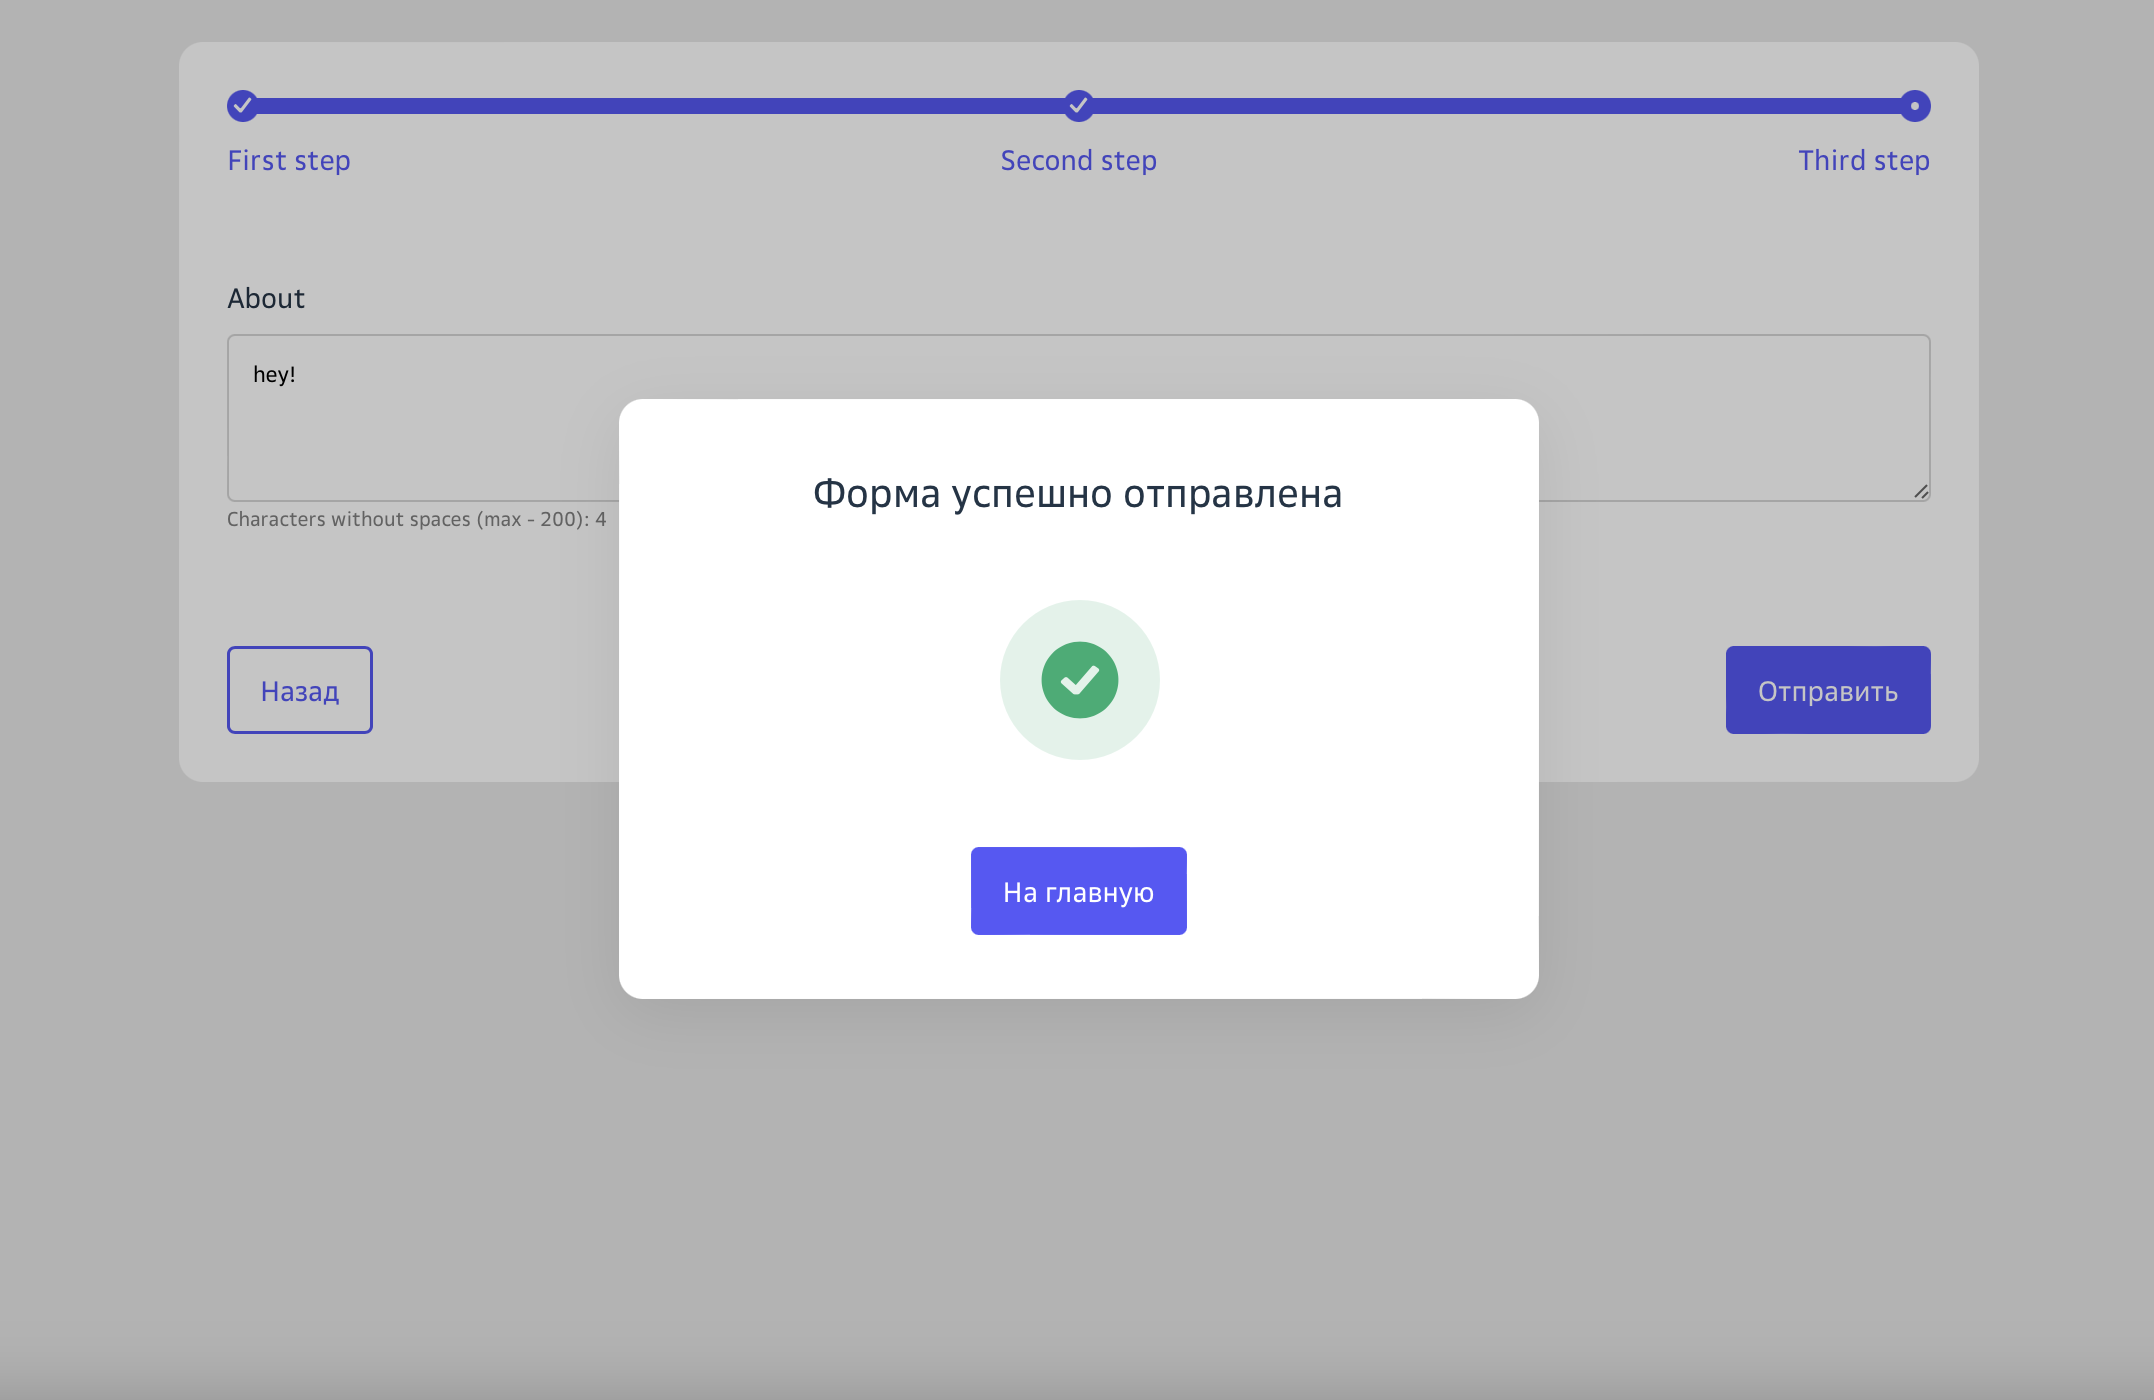 First step
Second step
Third step
About
hey!
Characters without spaces (max - 200): 4
Форма успешно отправлена
На главную
Назад
Отправить